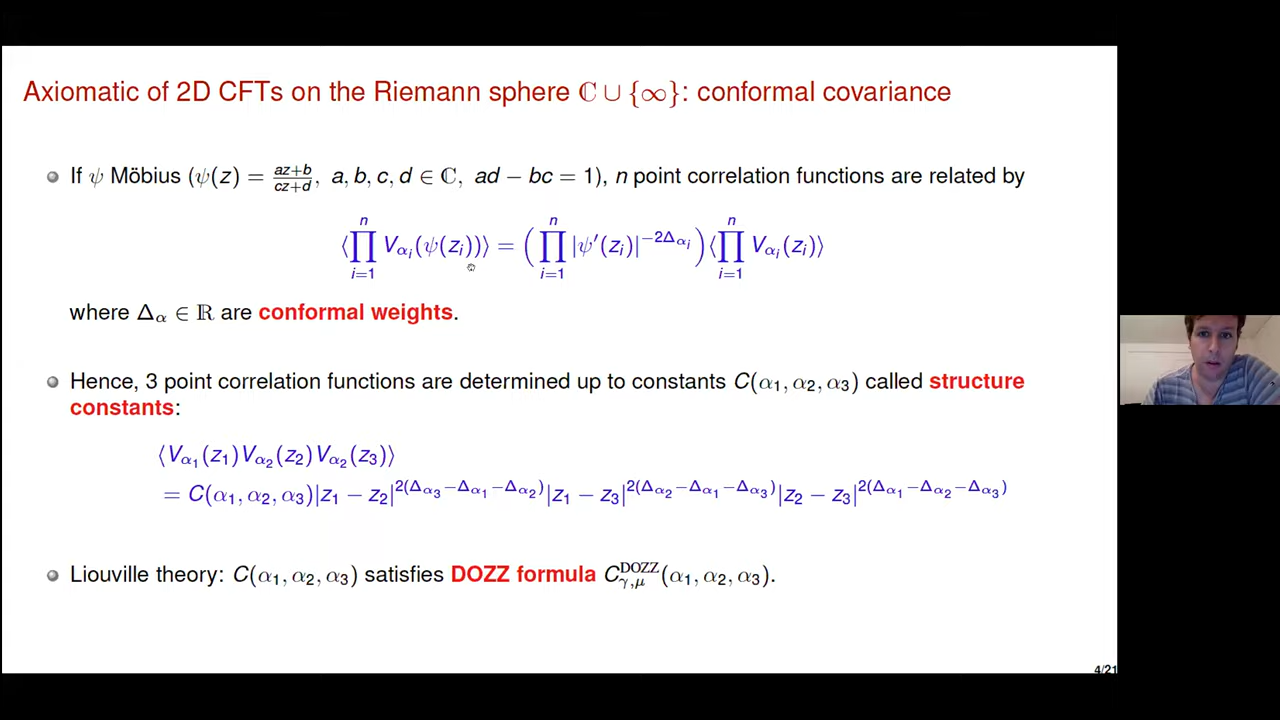 Axiomatic of 2D CFTs on the Riemann sphere ℂ ∪ {∞}: conformal covariance
If ψ Möbius (ψ(z) = \frac{az+b}{cz+d}, a, b, c, d ∈ ℂ, ad − bc = 1), n point correlation functions are related by
⟨∏_{i=1}^{n} V_{α_i}(ψ(z_i))⟩ = (∏_{i=1}^{n} |ψ′(z_i)|^{−2Δ_{α_i}})⟨∏_{i=1}^{n} V_{α_i}(z_i)⟩
where Δ_α ∈ ℝ are conformal weights.
Hence, 3 point correlation functions are determined up to constants C(α₁, α₂, α₃) called structure
constants:
⟨V_{α₁}(z₁)V_{α₂}(z₂)V_{α₂}(z₃)⟩
= C(α₁, α₂, α₃)|z₁ − z₂|^{2(Δ_{α₃}−Δ_{α₁}−Δ_{α₂})}|z₁ − z₃|^{2(Δ_{α₂}−Δ_{α₁}−Δ_{α₃})}|z₂ − z₃|^{2(Δ_{α₁}−Δ_{α₂}−Δ_{α₃})}
Liouville theory: C(α₁, α₂, α₃) satisfies DOZZ formula C^{DOZZ}_{γ,μ}(α₁, α₂, α₃).
4/21